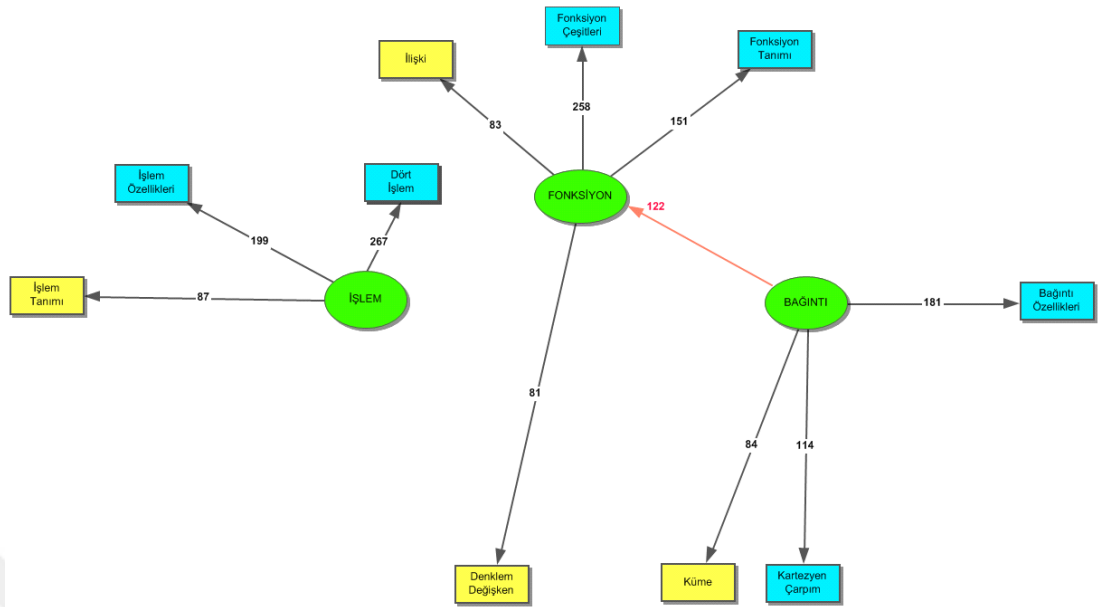 Fonksiyon
Çeşitleri
Fonksiyon
Tanımı
İlişki
258
151
83
İşlem
Özellikleri
Dört
İşlem
FONKSİYON
122
199
267
İşlem
Tanımı
87
İŞLEM
BAĞINTI
181
Bağıntı
Özellikleri
81
84
114
Denklem
Değişken
Küme
Kartezyen
Çarpım